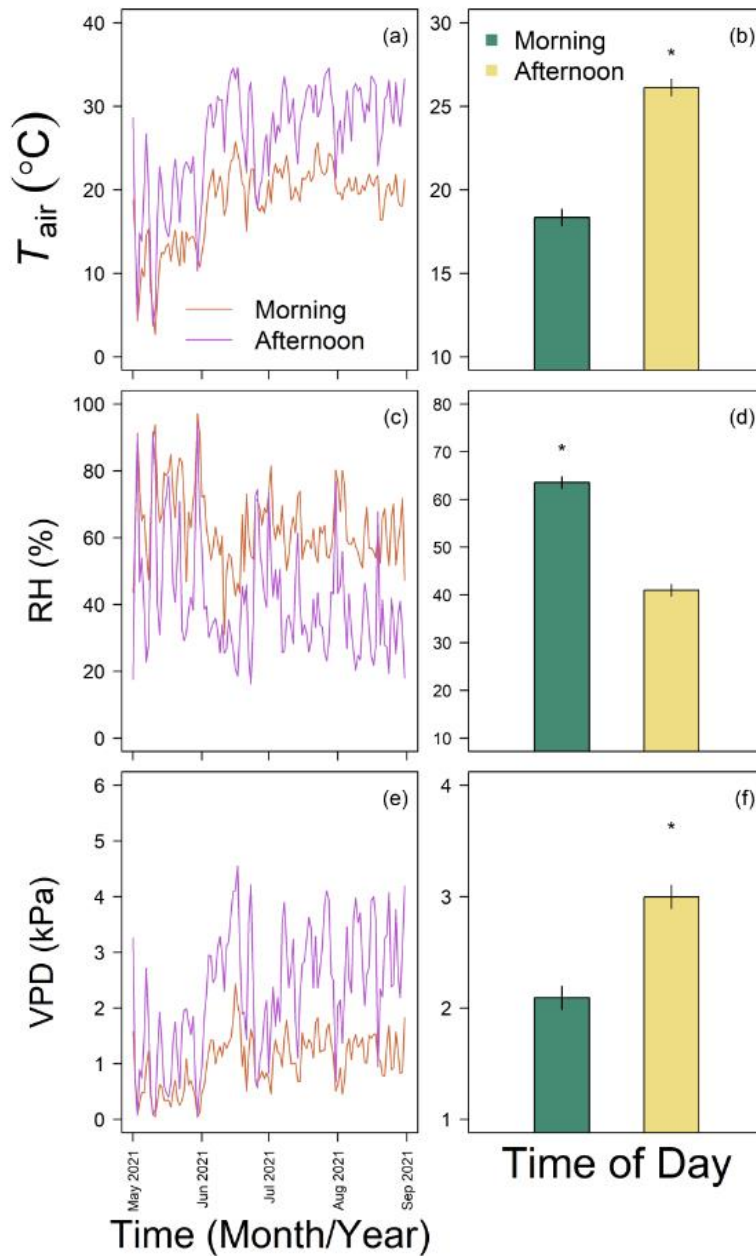 40
30
20
10
0
T air (°C)
(a)
Morning
Afternoon
30
25
20
15
10
(b)
Morning
Afternoon
*
100
80
60
40
20
0
RH (%)
(c)
80
70
60
50
40
30
20
10
(d)
*
6
5
4
3
2
1
0
VPD (kPa)
(e)
May 2021
Jun 2021
Jul 2021
Aug 2021
Sep 2021
Time (Month/Year)
4
3
2
1
(f)
*
Time of Day